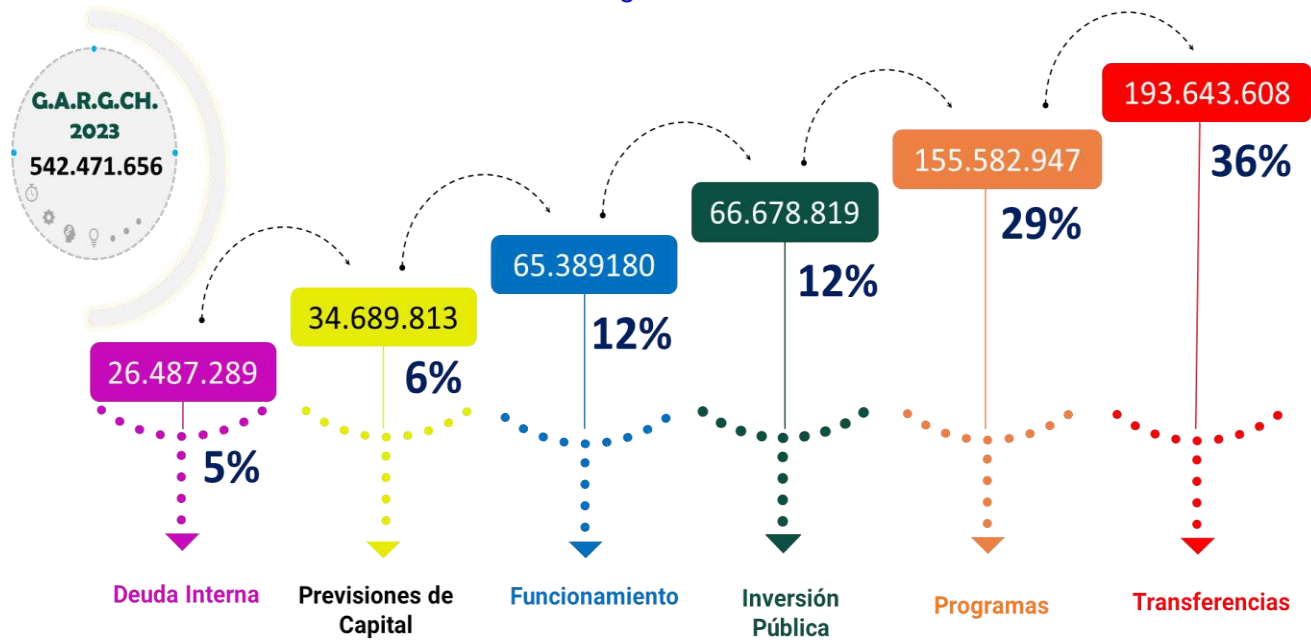 G.A.R.G.CH.
2023
542.471.656
26.487.289
5%
34.689.813
6%
65.389180
12%
66.678.819
12%
155.582.947
29%
193.643.608
36%
Deuda Interna
Previsiones de
Capital
Funcionamiento
Inversión
Pública
Programas
Transferencias